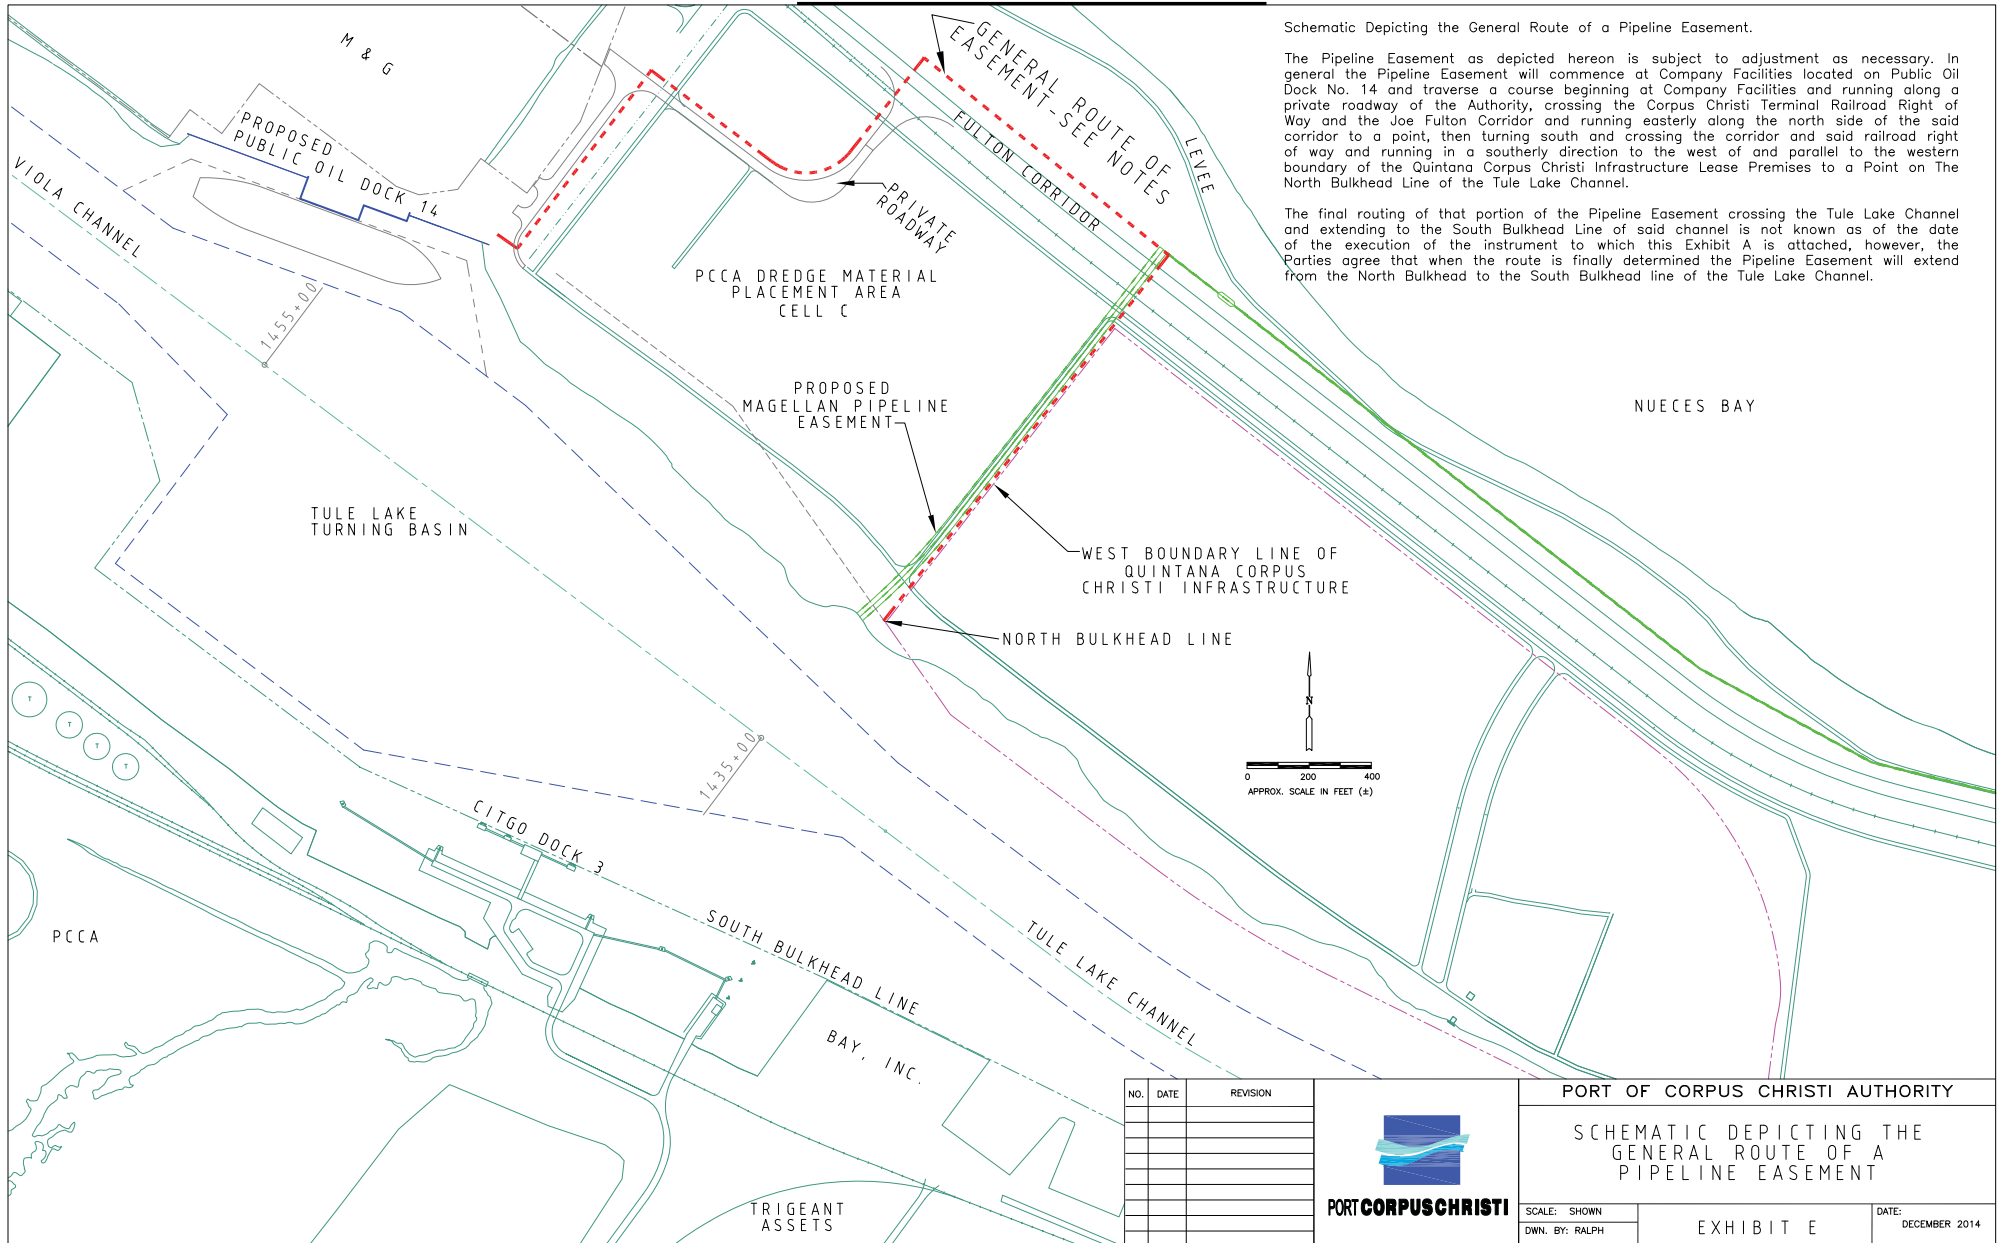 Schematic Depicting the General Route of a Pipeline Easement.
The Pipeline Easement as depicted hereon is subject to adjustment as necessary. In
general the Pipeline Easement will commence at Company Facilities located on Public Oil
Dock No. 14 and traverse a course beginning at Company Facilities and running along a
private roadway of the Authority, crossing the Corpus Christi Terminal Railroad Right of
Way and the Joe Fulton Corridor and running easterly along the north side of the said
corridor to a point, then turning south and crossing the corridor and said railroad right
of way and running in a southerly direction to the west of and parallel to the western
boundary of the Quintana Corpus Christi Infrastructure Lease Premises to a Point on The
North Bulkhead Line of the Tule Lake Channel.
The final routing of that portion of the Pipeline Easement crossing the Tule Lake Channel
and extending to the South Bulkhead Line of said channel is not known as of the date
of the execution of the instrument to which this Exhibit A is attached, however, the
Parties agree that when the route is finally determined the Pipeline Easement will extend
from the North Bulkhead to the South Bulkhead line of the Tule Lake Channel.
M & G
GENERAL ROUTE OF
EASEMENT-SEE NOTES
PROPOSED
PUBLIC OIL DOCK 14
VIOLA CHANNEL
FULTON CORRIDOR
LEVEE
PRIVATE
ROADWAY
PCCA DREDGE MATERIAL
PLACEMENT AREA
CELL C
1455+00
PROPOSED
MAGELLAN PIPELINE
EASEMENT
NUECES BAY
TULE LAKE
TURNING BASIN
WEST BOUNDARY LINE OF
QUINTANA CORPUS
CHRISTI INFRASTRUCTURE
NORTH BULKHEAD LINE
N
0 200 400
APPROX. SCALE IN FEET (±)
T
T
T
T
1435+00
CITGO DOCK 3
SOUTH BULKHEAD LINE
TULE LAKE CHANNEL
PCCA
BAY, INC.
TRIGEANT
ASSETS
NO. DATE REVISION
PORT CORPUS CHRISTI
PORT OF CORPUS CHRISTI AUTHORITY
SCHEMATIC DEPICTING THE
GENERAL ROUTE OF A
PIPELINE EASEMENT
SCALE: SHOWN
DWN. BY: RALPH
EXHIBIT E
DATE:
DECEMBER 2014